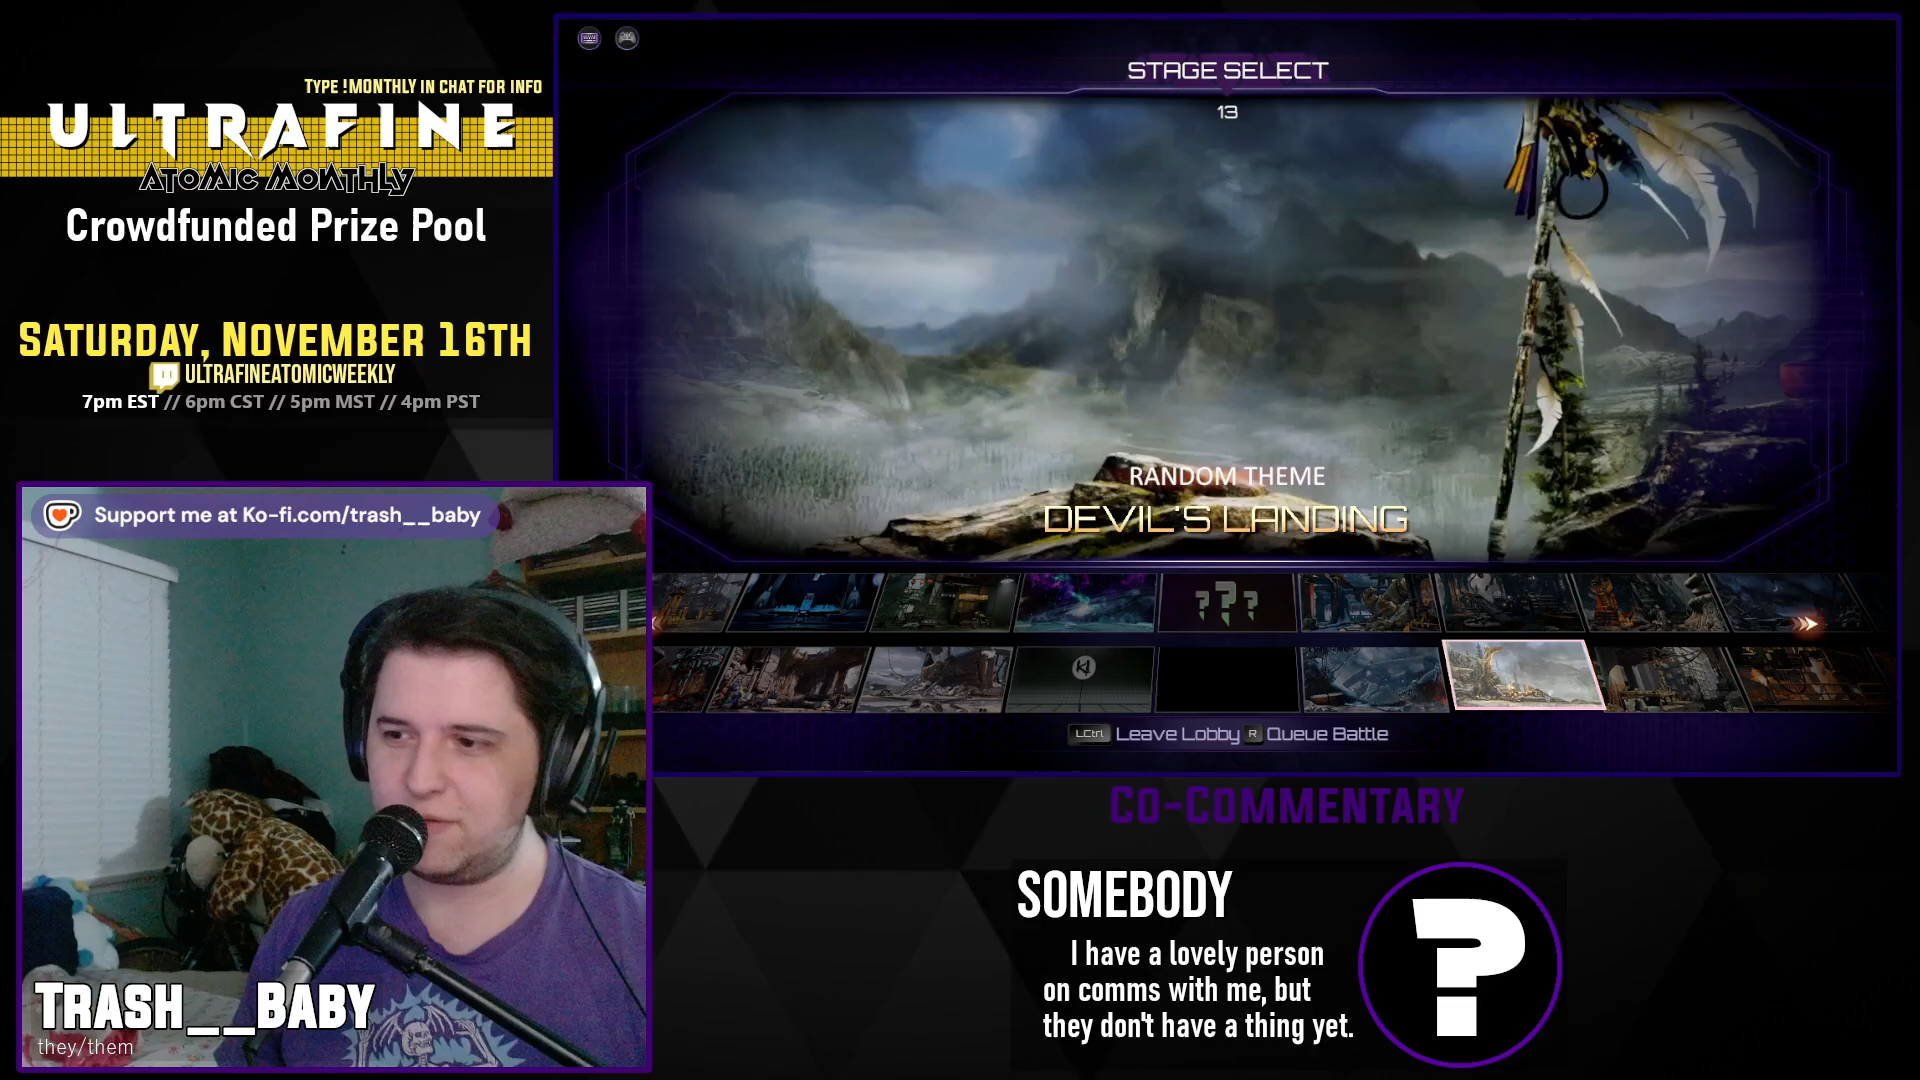 TYPE !MONTHLY IN CHAT FOR INFO
ULTRAFINE
ATOMIC MONTHLY
Crowdfunded Prize Pool
SATURDAY, NOVEMBER 16TH
ULTRAFINEATOMICWEEKLY
7pm EST // 6pm CST // 5pm MST // 4pm PST
STAGE SELECT
13
RANDOM THEME
DEVIL'S LANDING
???
KI
LCtrl Leave Lobby R Queue Battle
Support me at Ko-fi.com/trash__baby
TRASH__BABY
they/them
CO-COMMENTARY
SOMEBODY
I have a lovely person
on comms with me, but
they don't have a thing yet.
?